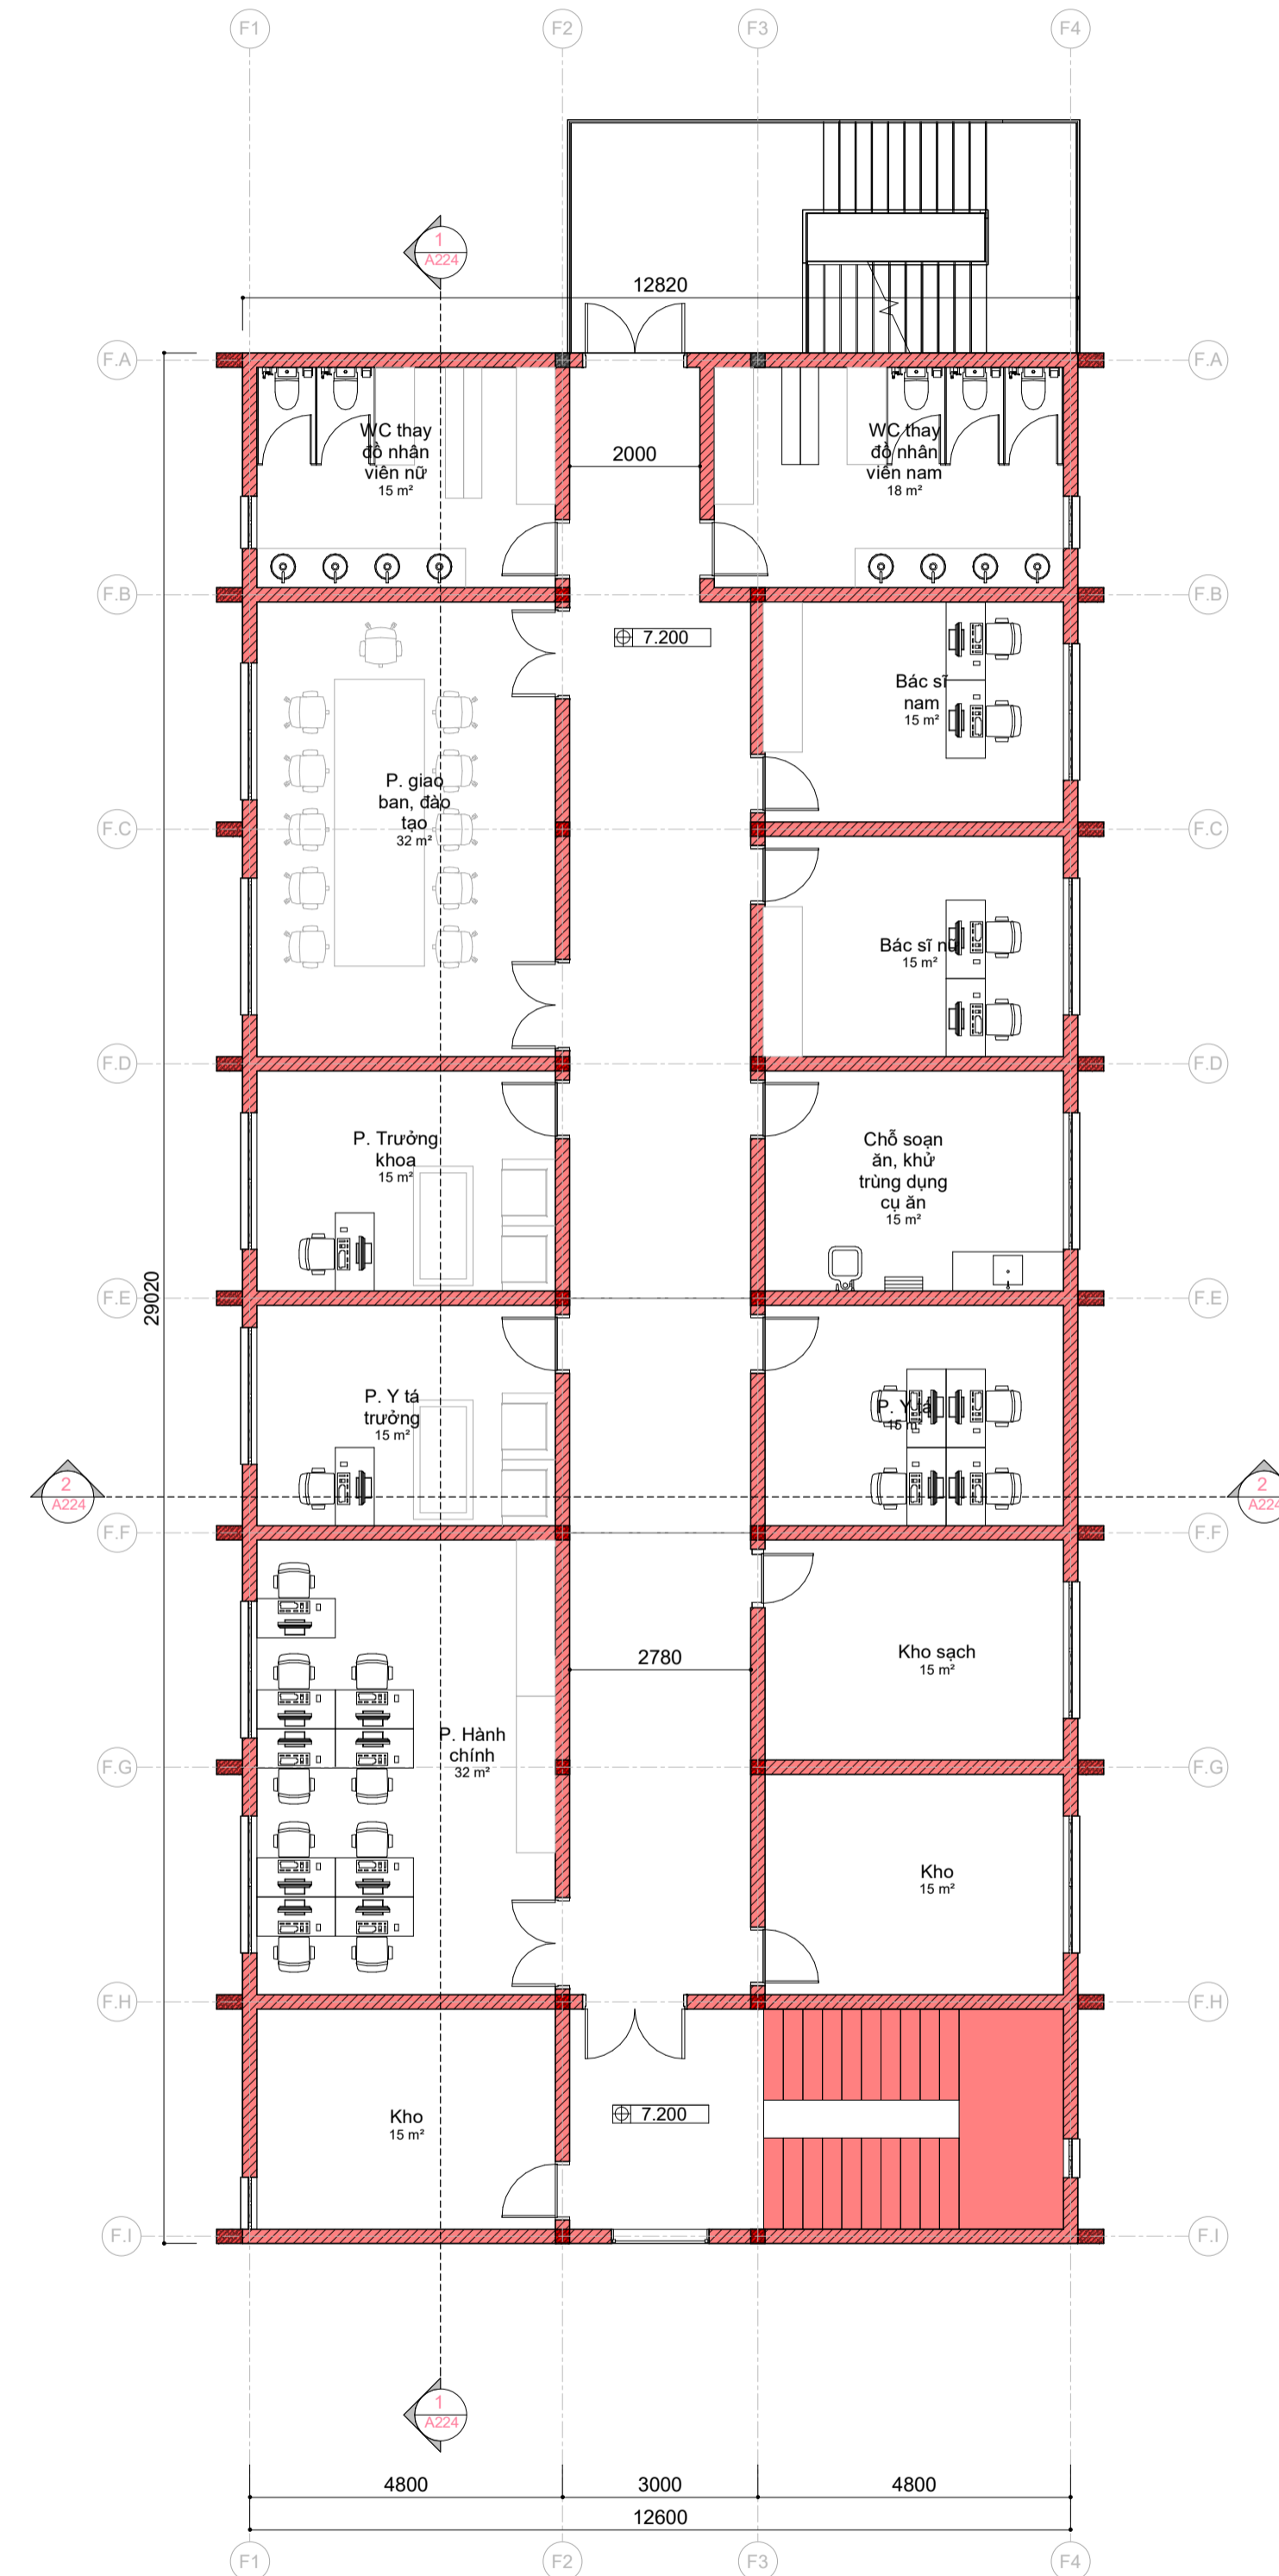 F1
F2
F3
F4
1
A224
12820
F.A
F.A
WC thay
đồ nhân
viên nữ
15 m²
2000
WC thay
đồ nhân
viên nam
18 m²
F.B
F.B
7.200
Bác sĩ
nam
15 m²
P. giao
ban, đào
tạo
32 m²
F.C
F.C
Bác sĩ nữ
15 m²
F.D
F.D
P. Trưởng
khoa
15 m²
Chỗ soạn
ăn, khử
trùng dụng
cụ ăn
15 m²
29020
F.E
F.E
P. Y tá
trưởng
15 m²
P. Y tá
15 m²
2
A224
2
A224
F.F
F.F
2780
Kho sạch
15 m²
P. Hành
chính
32 m²
F.G
F.G
Kho
15 m²
F.H
F.H
7.200
Kho
15 m²
F.I
F.I
1
A224
4800
3000
4800
12600
F1
F2
F3
F4